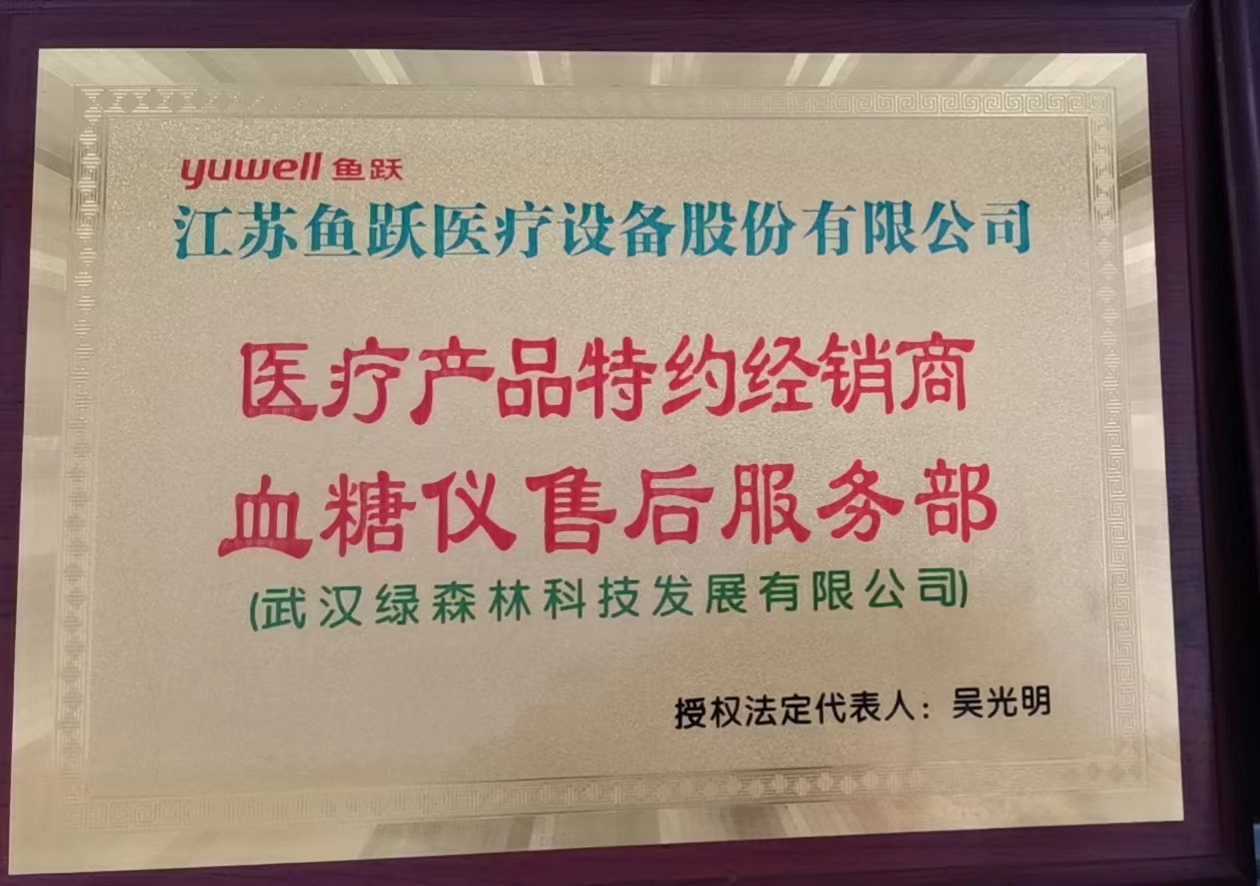 yuwell 鱼跃
江苏鱼跃医疗设备股份有限公司
医疗产品特约经销商
血糖仪售后服务部
(武汉绿森林科技发展有限公司)
授权法定代表人：吴光明